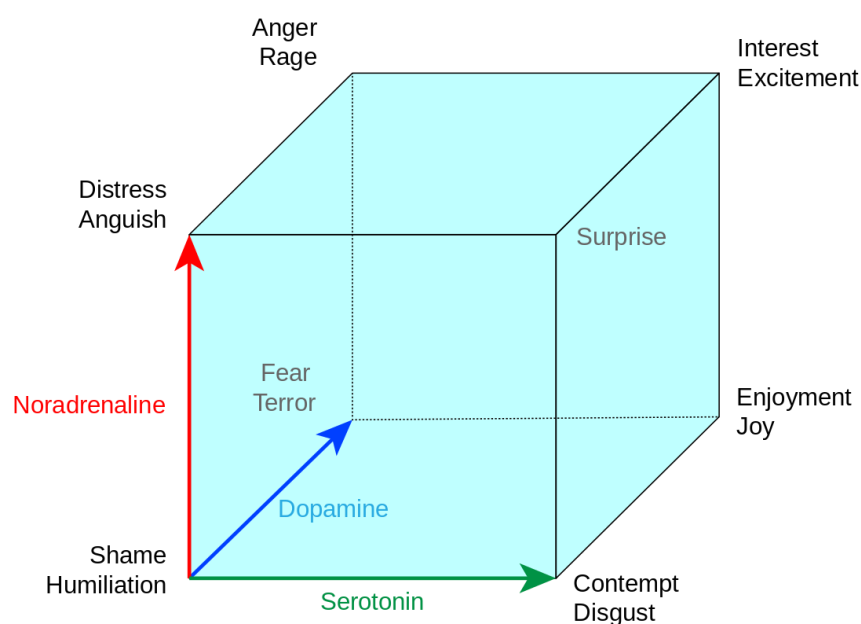 Anger
Rage
Interest
Excitement
Distress
Anguish
Surprise
Fear
Terror
Noradrenaline
Enjoyment
Joy
Dopamine
Shame
Humiliation
Contempt
Disgust
Serotonin